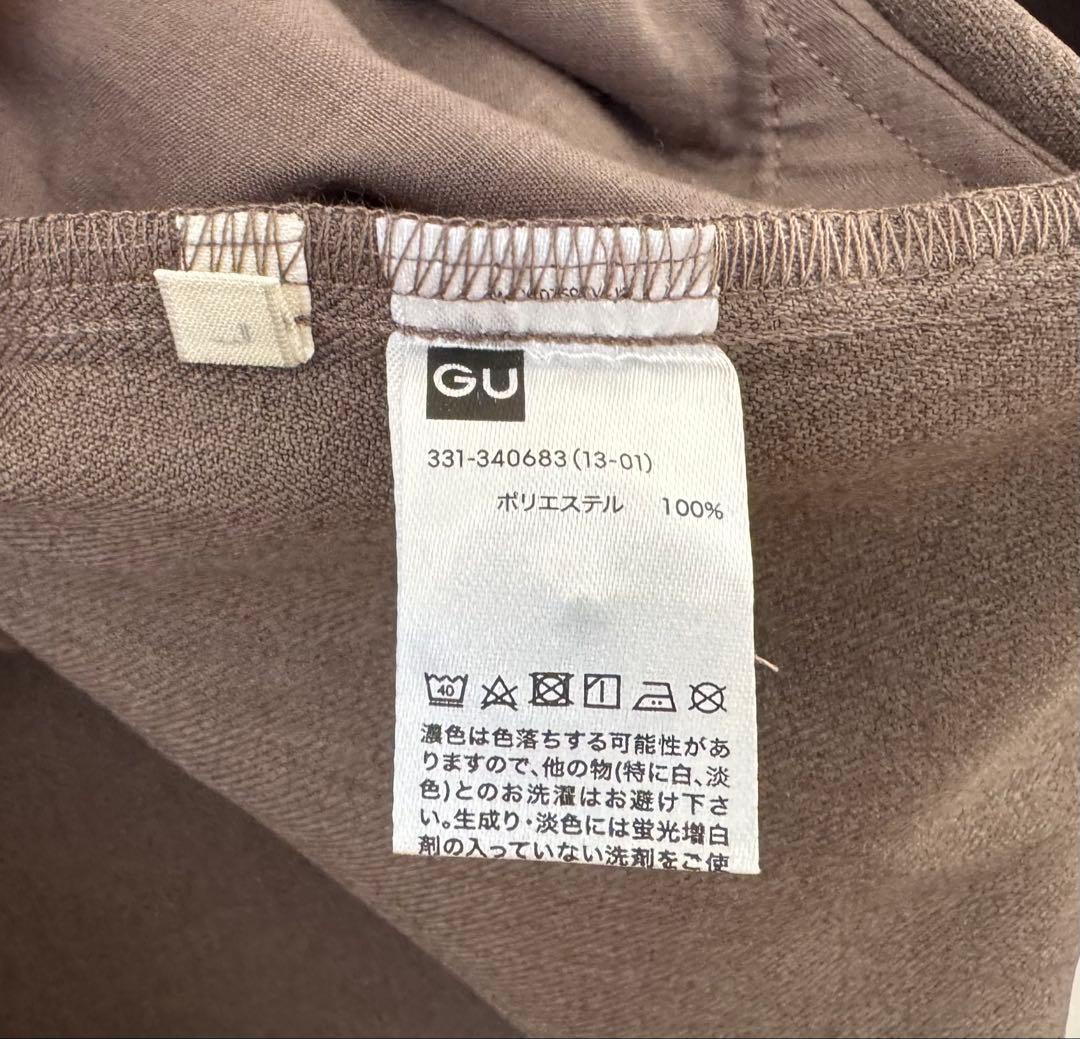 GU
331-340683(13-01)
ポリエステル 100%
40
濃色は色落ちする可能性があ
りますので、他の物(特に白、淡
色)とのお洗濯はお避け下さ
い。生成り・淡色には蛍光増白
剤の入っていない洗剤をご使